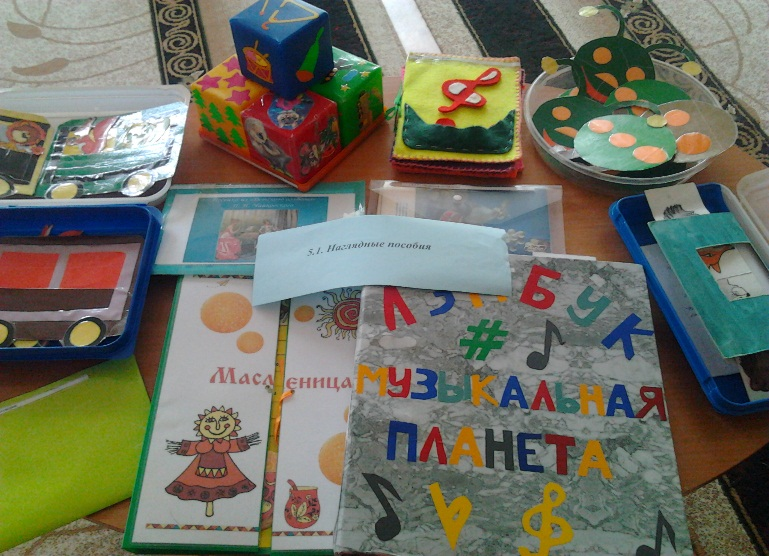 5.1. Наглядные пособия
Масленица
ЛЭПБУК
МУЗЫКАЛЬНАЯ
ПЛАНЕТА